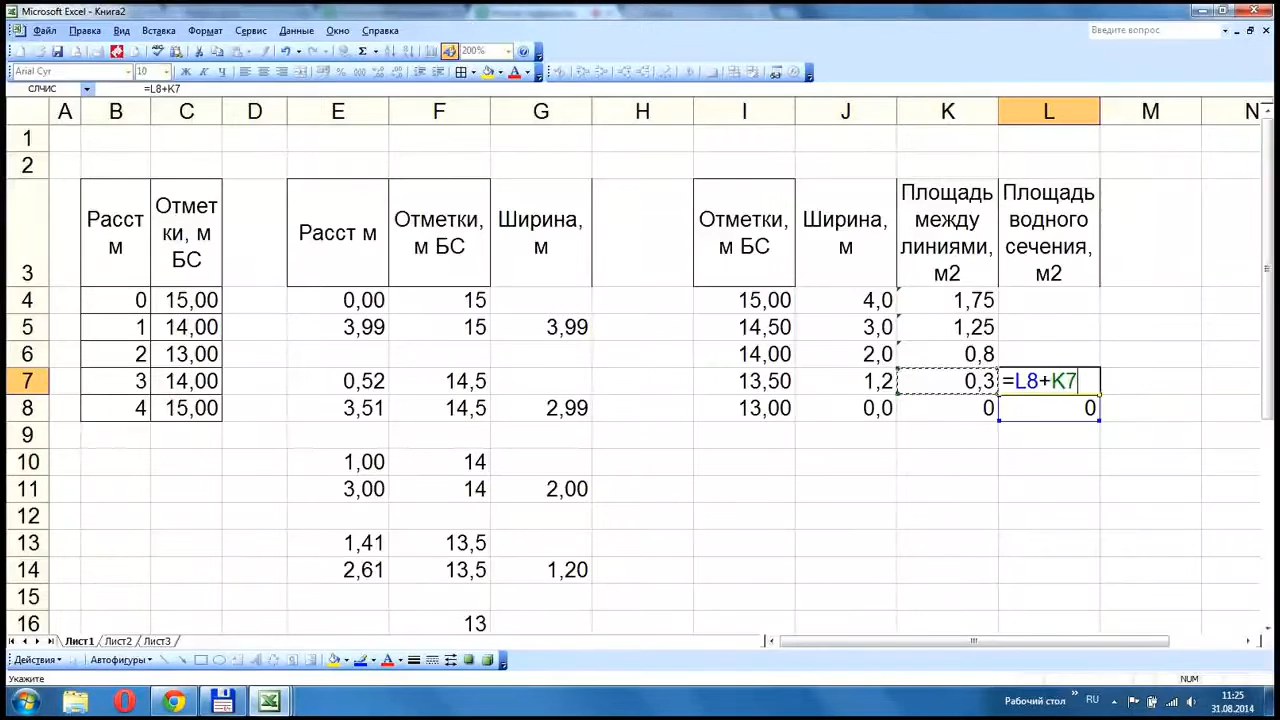 Microsoft Excel - Книга2
Файл Правка Вид Вставка Формат Сервис Данные Окно Справка Введите вопрос
200%
Arial Cyr 10
СЛЧИС =L8+K7
A B C D E F G H I J K L M N
1
2
3 Расст м Отметки, м БС Расст м Отметки, м БС Ширина, м Отметки, м БС Ширина, м Площадь между линиями, м2 Площадь водного сечения, м2
4 0 15,00 0,00 15 15,00 4,0 1,75
5 1 14,00 3,99 15 3,99 14,50 3,0 1,25
6 2 13,00 14,00 2,0 0,8
7 3 14,00 0,52 14,5 13,50 1,2 0,3 =L8+K7
8 4 15,00 3,51 14,5 2,99 13,00 0,0 0 0
9
10 1,00 14
11 3,00 14 2,00
12
13 1,41 13,5
14 2,61 13,5 1,20
15
16 13
Лист1 Лист2 Лист3
Действия Автофигуры
Укажите NUM
Рабочий стол RU 11:25
31.08.2014